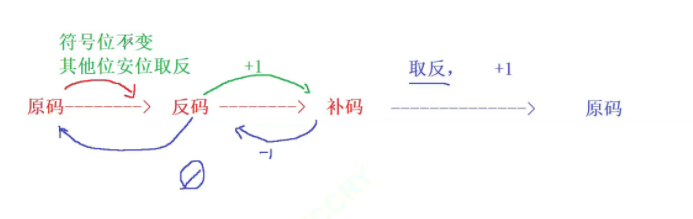 符号位不变
其他位安位取反 +1 取反， +1
原码--------> 反码 --------> 补码 --------------> 原码
-1